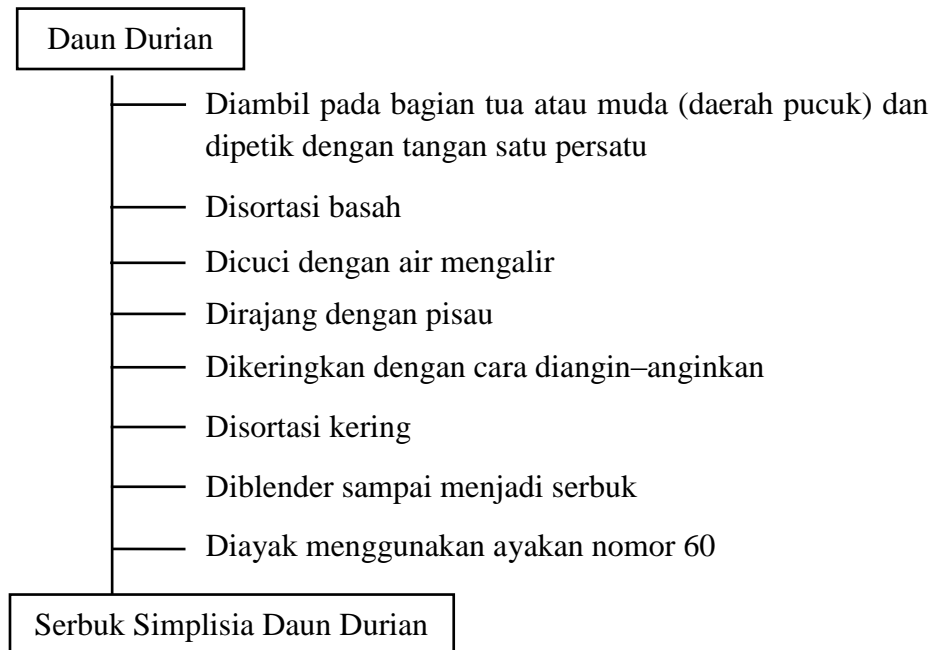 Daun Durian
Diambil pada bagian tua atau muda (daerah pucuk) dan
dipetik dengan tangan satu persatu
Disortasi basah
Dicuci dengan air mengalir
Dirajang dengan pisau
Dikeringkan dengan cara diangin–anginkan
Disortasi kering
Diblender sampai menjadi serbuk
Diayak menggunakan ayakan nomor 60
Serbuk Simplisia Daun Durian